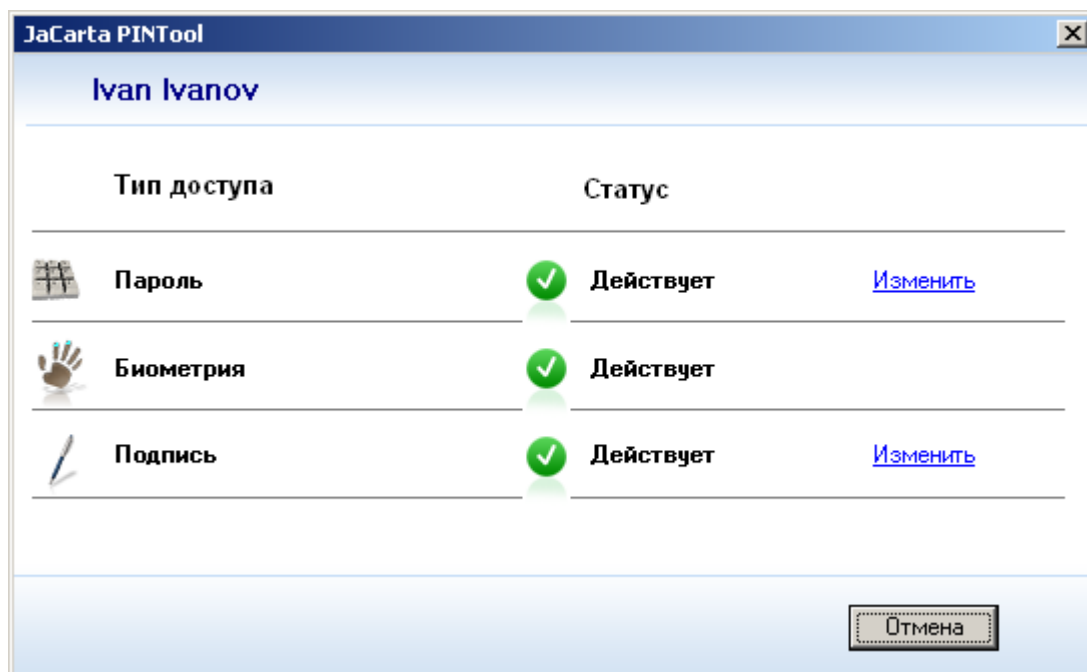 JaCarta PINTool
Ivan Ivanov
Тип доступа Статус
Пароль Действует Изменить
Биометрия Действует
Подпись Действует Изменить
Отмена